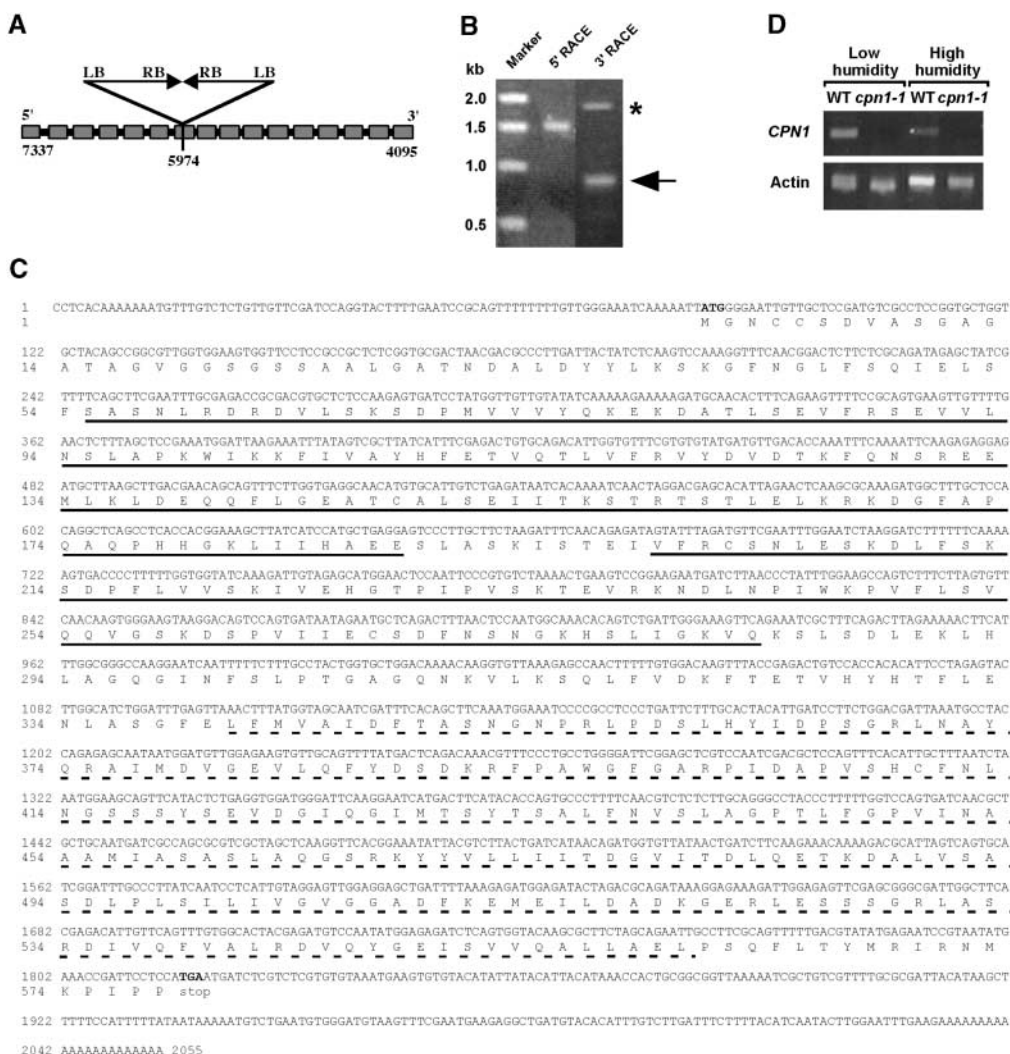 A
LB RB RB LB
5' 3'
7337 5974 4095
B
Marker
5' RACE
3' RACE
kb
2.0
1.5
1.0
0.5
*
D
Low humidity
High humidity
WT cpn1-1 WT cpn1-1
CPN1
Actin
C
1
1 M G N C C S D V A S G A G
122 GCTACAGCCGGCGTTGGTGGAAGTGGTTCCTCCGCCGCTCTCGGTGCGACTAACGACGCCCTTGATTACTATCTCAAGTCCAAAGGTTTCAACGGACTCTTCTCGCAGATAGAGCTATCG
14 A T A G V G G S G S S A A L G A T N D A L D Y Y L K S K G F N G L F S Q I E L S
242 TTTTCAGCTTCGAATTTGCGAGACCGCGACGTGCTCTCCAAGAGTGATCCTATGGTTGTTGTATATCAAAAAGAAAAAGATGCAACACTTTCAGAAGTTTTCCGCAGTGAAGTTGTTTTG
54 F S A S N L R D R D V L S K S D P M V V V Y Q K E K D A T L S E V F R S E V V L
362 AACTCTTTAGCTCCGAAATGGATTAAGAAATTTATAGTCGCTTATCATTTCGAGACTGTGCAGACATTGGTGTTTCGTGTGTATGATGTTGACACCAAATTTCAAAATTCAAGAGAGGAG
94 N S L A P K W I K K F I V A Y H F E T V Q T L V F R V Y D V D T K F Q N S R E E
482 ATGCTTAAGCTTGACGAACAGCAGTTTCTTGGTGAGGCAACATGTGCATTGTCTGAGATAATCACAAAATCAACTAGGACGAGCACATTAGAACTCAAGCGCAAAGATGGCTTTGCTCCA
134 M L K L D E Q Q F L G E A T C A L S E I I T K S T R T S T L E L K R K D G F A P
602 CAGGCTCAGCCTCACCACGGAAAGCTTATCATCCATGCTGAGGAGTCCCTTGCTTCTAAGATTTCAACAGAGATAGTATTTAGATGTTCGAATTTGGAATCTAAGGATCTTTTTTCAAAA
174 Q A Q P H H G K L I I H A E E S L A S K I S T E I V F R C S N L E S K D L F S K
722 AGTGACCCCTTTTTGGTGGTATCAAAGATTGTAGAGCATGGAACTCCAATTCCCGTGTCTAAAACTGAAGTCCGGAAGAATGATCTTAACCCTATTTGGAAGCCAGTCTTTCTTAGTGTT
214 S D P F L V V S K I V E H G T P I P V S K T E V R K N D L N P I W K P V F L S V
842 CAACAAGTGGGAAGTAAGGACAGTCCAGTGATAATAGAATGCTCAGACTTTAACTCCAATGGCAAACACAGTCTGATTGGGAAAGTTCAGAAATCGCTTTCAGACTTAGAAAAACTTCAT
254 Q Q V G S K D S P V I I E C S D F N S N G K H S L I G K V Q K S L S D L E K L H
962 TTGGCGGGCCAAGGAATCAATTTTTCTTTGCCTACTGGTGCTGGACAAAACAAGGTGTTAAAGAGCCAACTTTTTGTGGACAAGTTTACCGAGACTGTCCACCACACATTCCTAGAGTAC
294 L A G Q G I N F S L P T G A G Q N K V L K S Q L F V D K F T E T V Y H T F L E
1082 TTGGCATCTGGATTTGAGTTAAACTTTATGGTAGCAATCGATTTCACAGCTTCAAATGGAAATCCCCGCCTCCCTGATTCTTTGCACTACATTGATCCTTCTGGACGATTAAATGCCTAC
334 N L A S G F E L F M V A I D F T A S N G N P R L P D S L H Y I D P S G R L N A Y
1202 CAGAGAGCAATAATGGATGTTGGAGAAGTGTTGCAGTTTTATGACTCAGACAAACGTTTCCCTGCCTGGGGATTCGGAGCTCGTCCAATCGACGCTCCAGTTTCACATTGCTTTAATCTA
374 Q R A I M D V G E V L Q F Y D S D K R F P A W G F G A R P I D A P V S H C F N L
1322 AATGGAAGCAGTTCATACTCTGAGGTGGATGGGATTCAAGGAATCATGACTTCATACACCAGTGCCCTTTTCAACGTCTCTCTTGCAGGGCCTACCCTTTTTGGTCCAGTGATCAACGCT
414 N G S S S Y S E V D G I Q G I M T S Y T S A L F N V S L A G P T L F G P V I N A
1442 GCTGCAATGATCGCCAGCGCGTCGCTAGCTCAAGGTTCACGGAAATATTACGTCTTACTGATCATAACAGATGGTGTTATAACTGATCTTCAAGAAACAAAAGACGCATTAGTCAGTGCA
454 A A M I A S A S L A Q G S R K Y Y V L L I I T D G V I T D L Q E T K D A L V S A
1562 TCGGATTTGCCCTTATCAATCCTCATTGTAGGAGTTGGAGGAGCTGATTTTAAAGAGATGGAGATACTAGACGCAGATAAAGGAGAAAGATTGGAGAGTTCGAGCGGGCGATTGGCTTCA
494 S D L P L S I L I V G V G G A D F K E M E I L D A D K G E R L E S S S G R L A S
1682 CGAGACATTGTTCAGTTTGTGGCACTACGAGATGTCCAATATGGAGAGATCTCAGTGGTACAAGCGCTTCTAGCAGAATTGCCTTCGCAGTTTTTGACGTATATGAGAATCCGTAATATG
534 R D I V Q F V A L R D V Q Y G E I S V V Q A L L A E L P S Q F L T Y M R I R N M
1802 AAACCGATTCCTCCATGAATGATCTCGTCTCGTGTGTAAATGAAGTGTGTACATATTATACATTACATAAACCACTGCGGCGGTTAAAAATCGCTGTCGTTTTGCGCGATTACATAAGCT
574 K P I P P stop
1922 TTTTCCATTTTTATAATAAAAATGTCTGAATGTGGGATGTAAGTTTCGAATGAAGAGGCTGATGTACACATTTGTCTTGATTTCTTTTACATCAATACTTGGAATTTGAAGAAAAAAAAA
2042 AAAAAAAAAAAAAA 2055